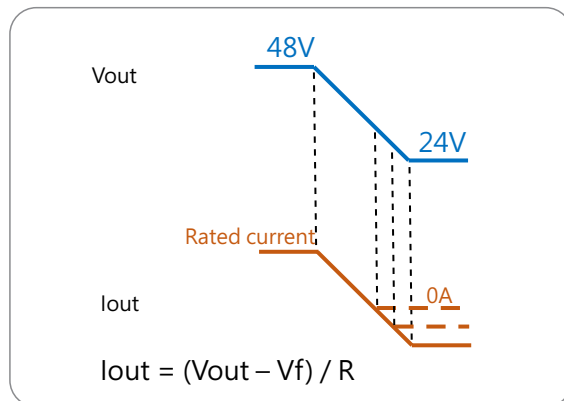 48V
Vout
24V
Rated current
0A
Iout
Iout = (Vout – Vf) / R